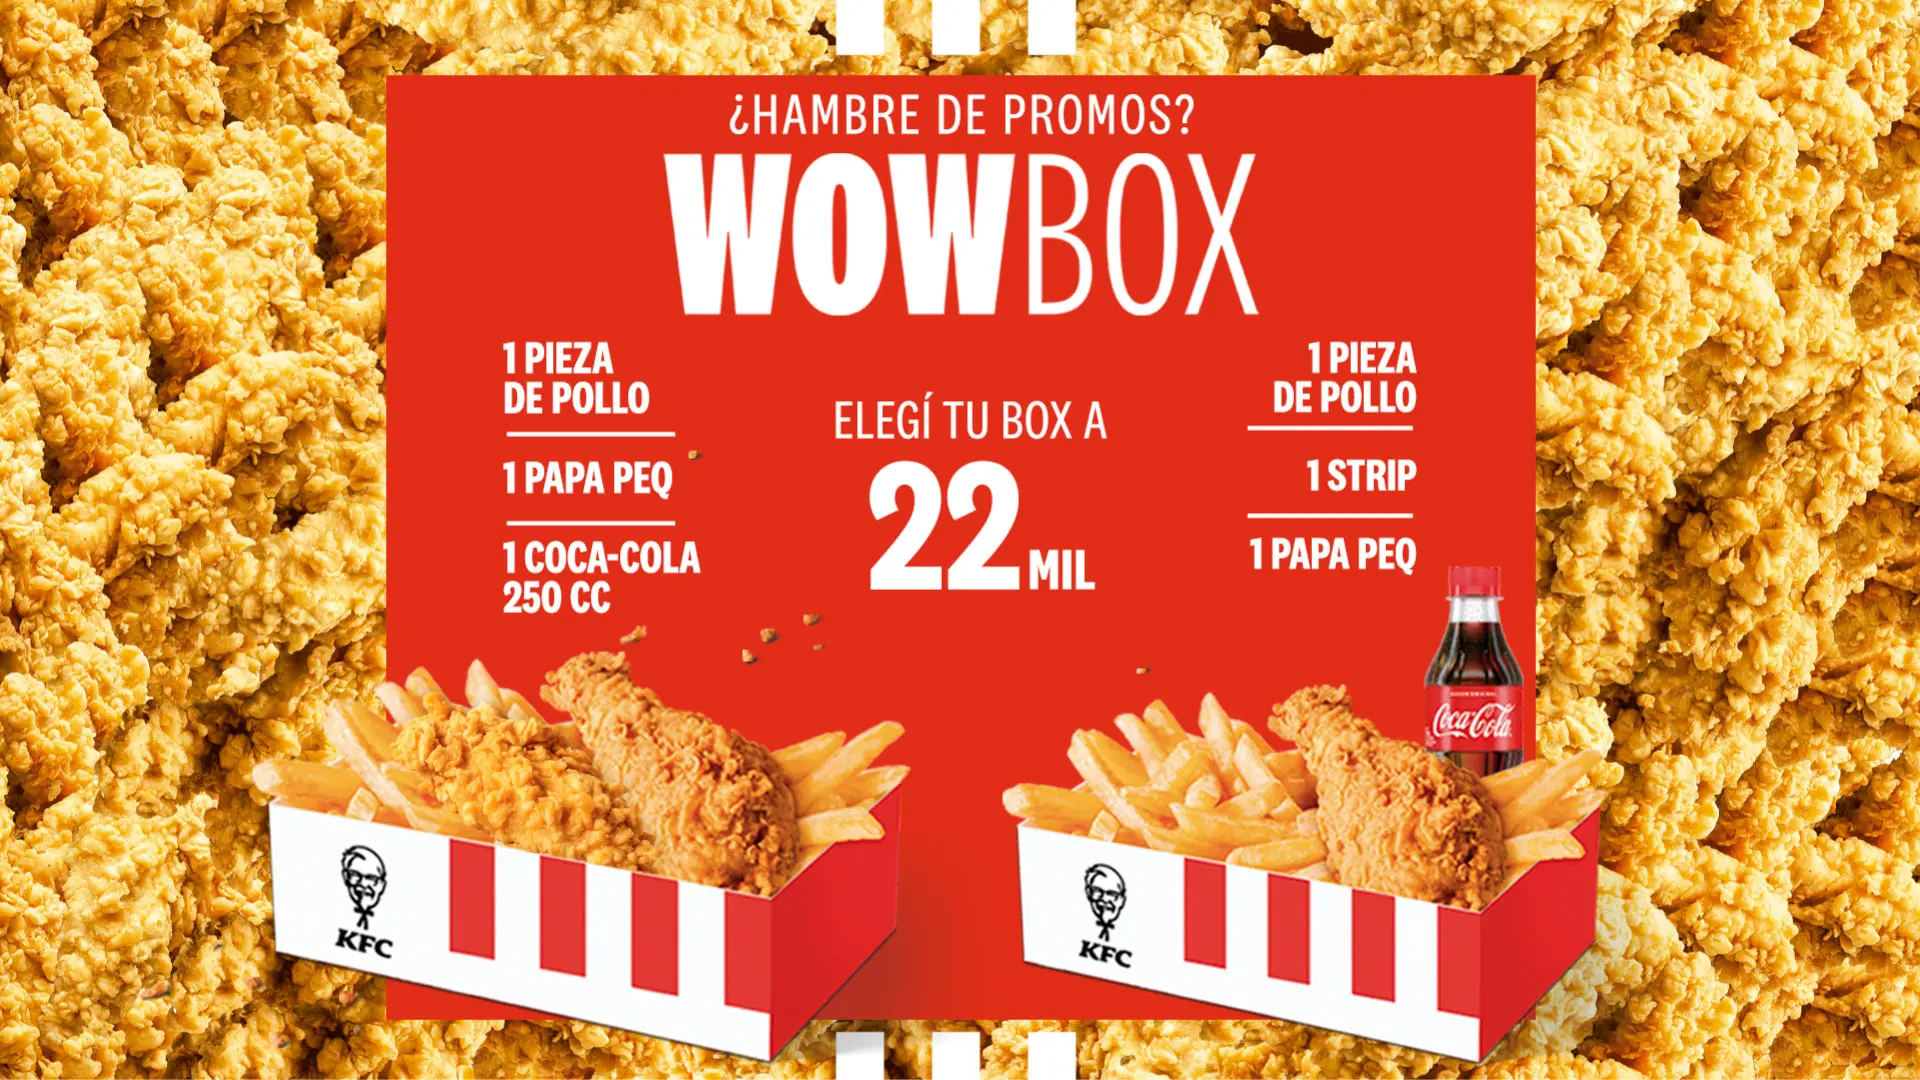 ¿HAMBRE DE PROMOS?
WOWBOX
1 PIEZA
DE POLLO
1 PAPA PEQ
1 COCA-COLA
250 CC
ELEGÍ TU BOX A
22 MIL
1 PIEZA
DE POLLO
1 STRIP
1 PAPA PEQ
Coca-Cola
KFC
KFC